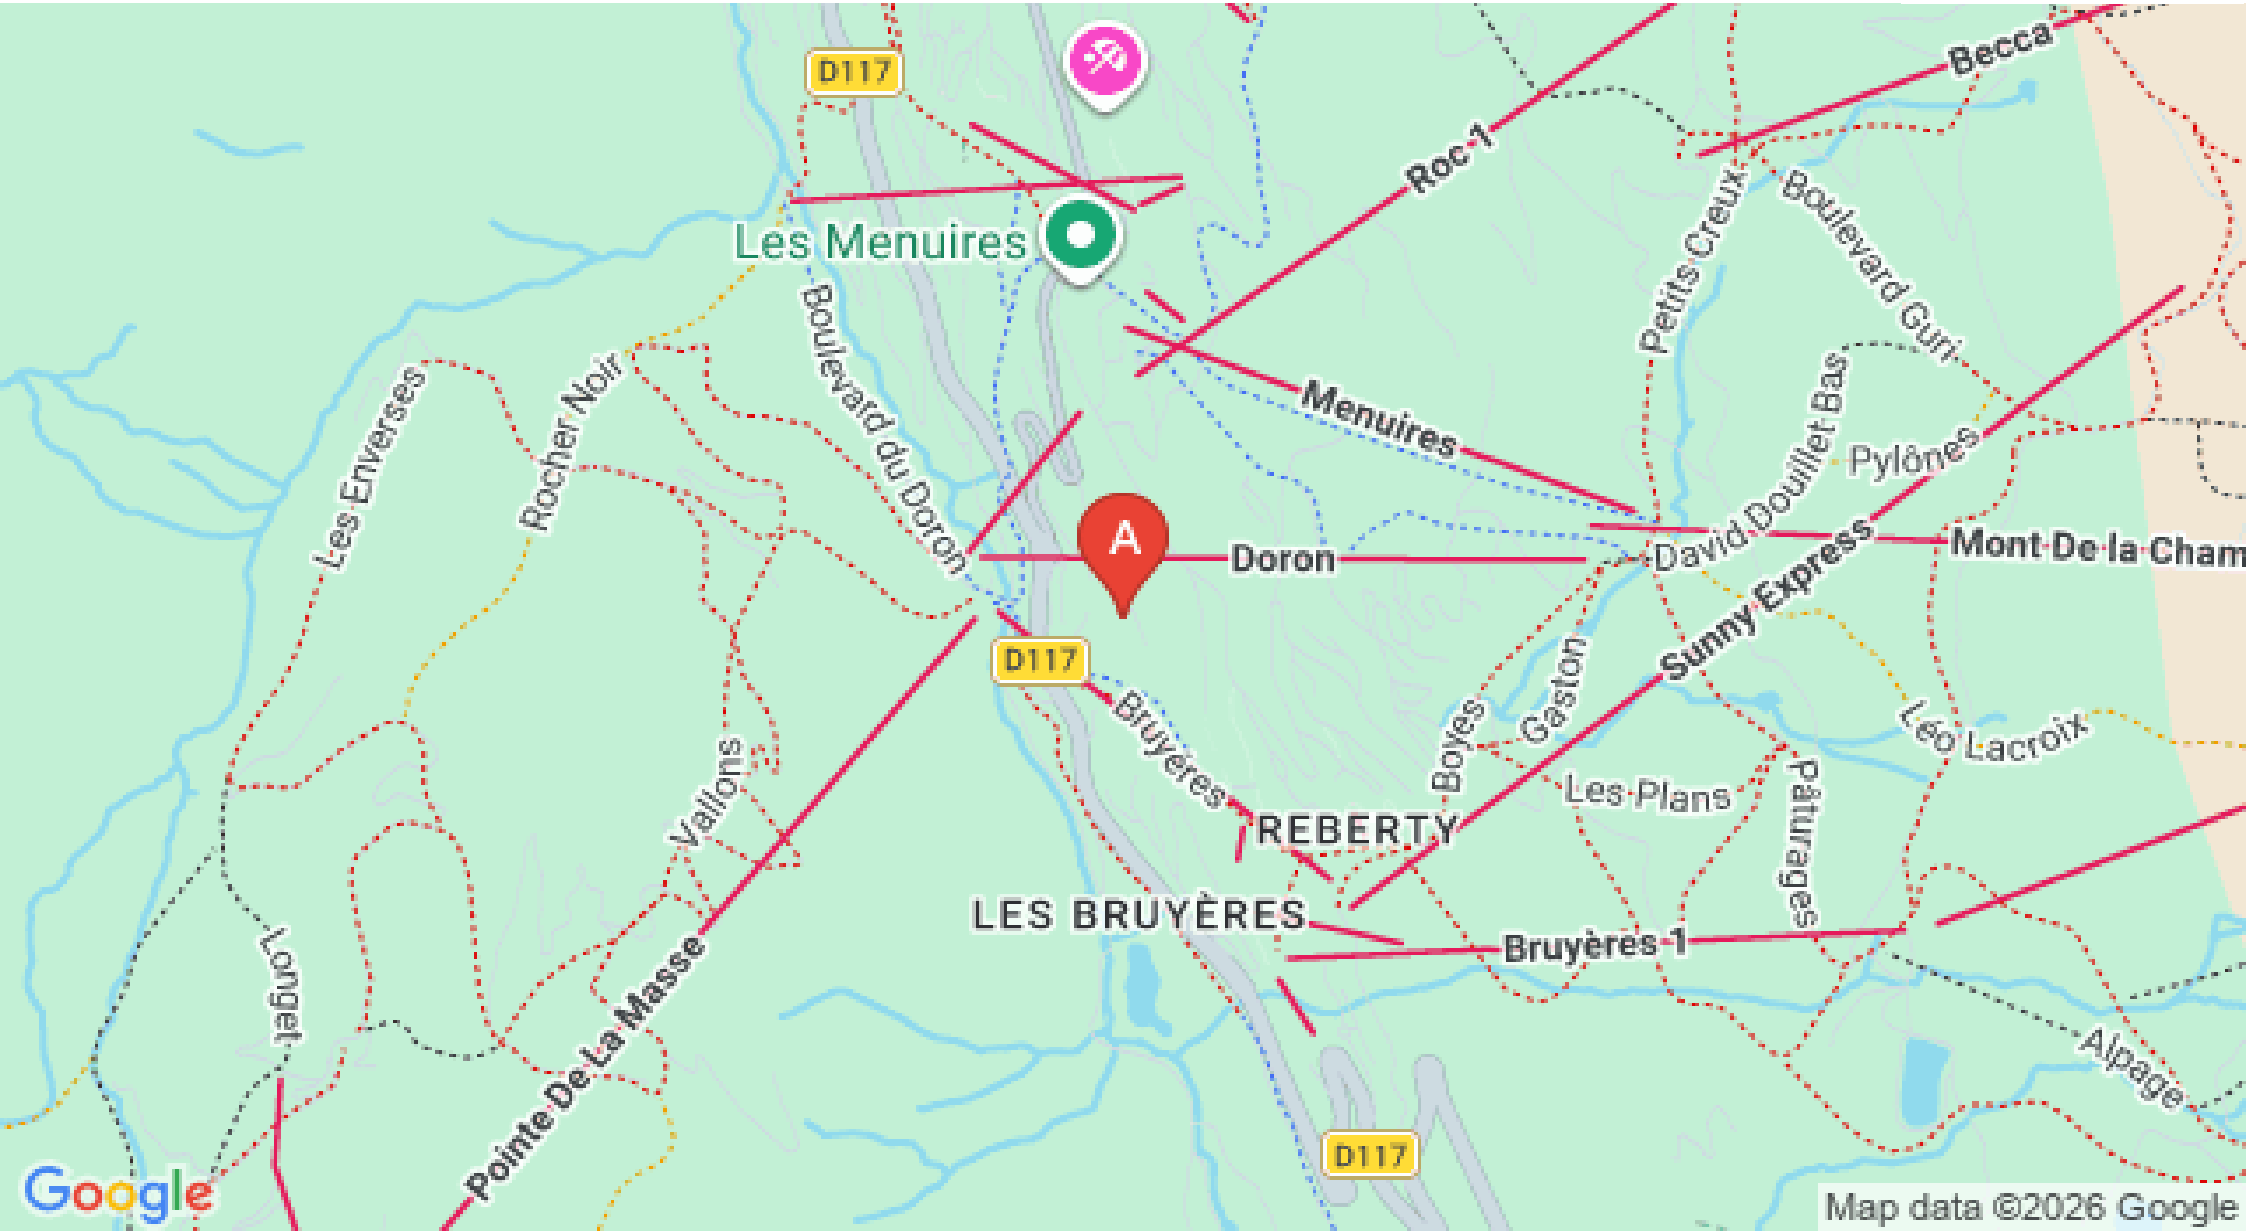 Becca
D117
Roc 1
Les Menuires
Boulevard Guri
Petits Creux
Boulevard du Doron
Les Enverses
Rocher Noir
Menuires
David Douillet Bas
Pylônes
A
Doron
Mont De la Cham
Sunny Express
D117
Bruyères
Gaston
Boyes
Léo Lacroix
Les Plans
Pâturages
Vallons
REBERTY
LES BRUYÈRES
Bruyères 1
Longet
Pointe De La Masse
Alpage
D117
Google
Map data ©2026 Google